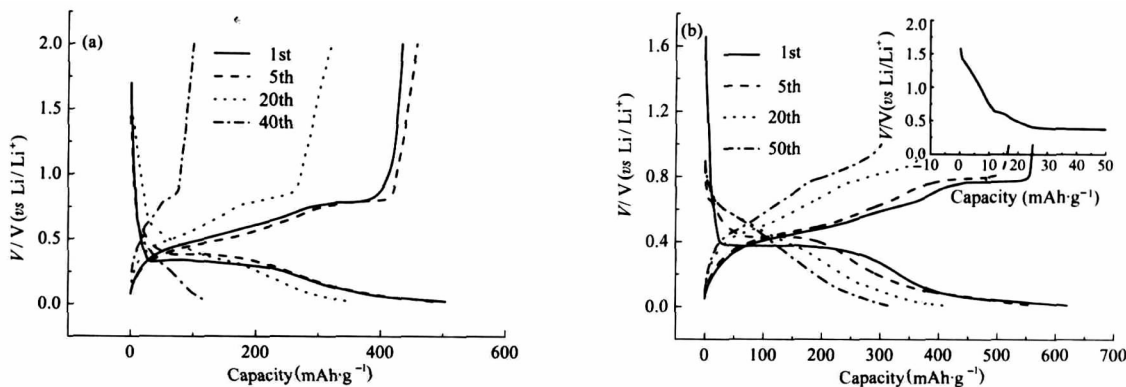 (a)
1st
5th
20th
40th
2.0
1.5
1.0
0.5
0.0
V/ V(vs Li/Li⁺)
0
200
400
600
Capacity(mAh·g⁻¹)
(b)
1st
5th
20th
50th
1.6
1.2
0.8
0.4
0.0
V/ V(vs Li/Li⁺)
0
100
200
300
400
500
600
700
Capacity(mAh·g⁻¹)
2.0
1.5
1.0
0.5
0.0
V/V(vs Li/Li⁺)
-10
0
10
20
30
40
50
Capacity (mAh·g⁻¹)